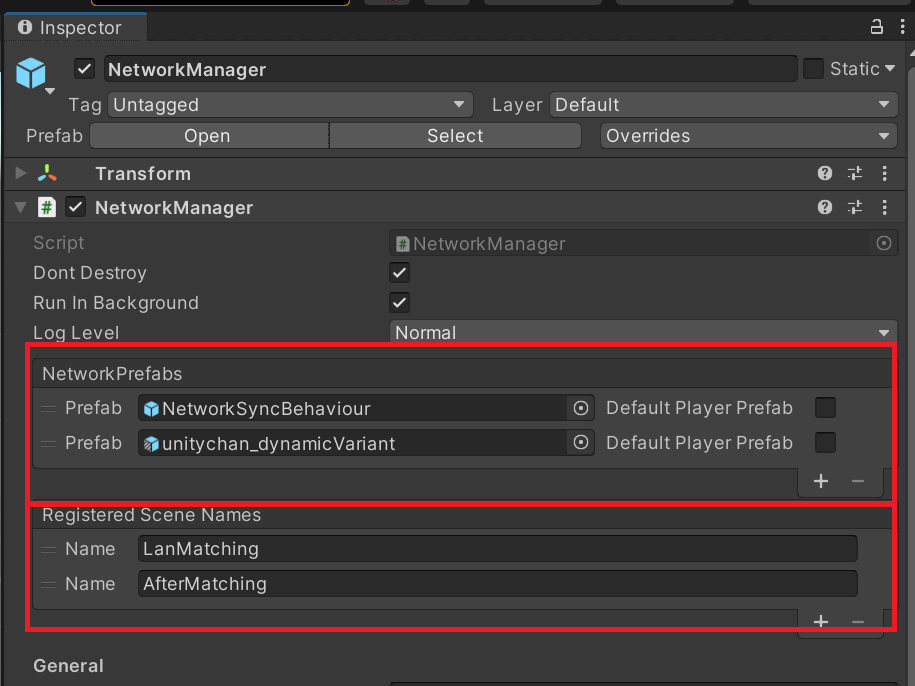 Inspector
NetworkManager Static
Tag Untagged Layer Default
Prefab Open Select Overrides
Transform
# NetworkManager
Script # NetworkManager
Dont Destroy
Run In Background
Log Level Normal
NetworkPrefabs
Prefab NetworkSyncBehaviour Default Player Prefab
Prefab unitychan_dynamicVariant Default Player Prefab
+ −
Registered Scene Names
Name LanMatching
Name AfterMatching
+ −
General